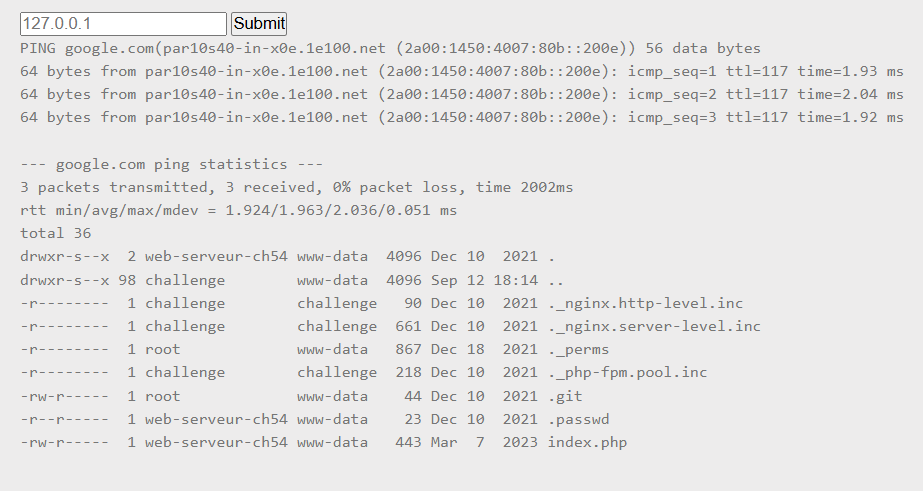 127.0.0.1 Submit
PING google.com(par10s40-in-x0e.1e100.net (2a00:1450:4007:80b::200e)) 56 data bytes
64 bytes from par10s40-in-x0e.1e100.net (2a00:1450:4007:80b::200e): icmp_seq=1 ttl=117 time=1.93 ms
64 bytes from par10s40-in-x0e.1e100.net (2a00:1450:4007:80b::200e): icmp_seq=2 ttl=117 time=2.04 ms
64 bytes from par10s40-in-x0e.1e100.net (2a00:1450:4007:80b::200e): icmp_seq=3 ttl=117 time=1.92 ms
--- google.com ping statistics ---
3 packets transmitted, 3 received, 0% packet loss, time 2002ms
rtt min/avg/max/mdev = 1.924/1.963/2.036/0.051 ms
total 36
drwxr-s--x  2 web-serveur-ch54 www-data  4096 Dec 10  2021 .
drwxr-s--x 98 challenge        www-data  4096 Sep 12 18:14 ..
-r--------  1 challenge        challenge   90 Dec 10  2021 ._nginx.http-level.inc
-r--------  1 challenge        challenge  661 Dec 10  2021 ._nginx.server-level.inc
-r--------  1 root             www-data   867 Dec 18  2021 ._perms
-r--------  1 challenge        challenge  218 Dec 10  2021 ._php-fpm.pool.inc
-rw-r-----  1 root             www-data    44 Dec 10  2021 .git
-r--r-----  1 web-serveur-ch54 www-data    23 Dec 10  2021 .passwd
-rw-r-----  1 web-serveur-ch54 www-data   443 Mar  7  2023 index.php